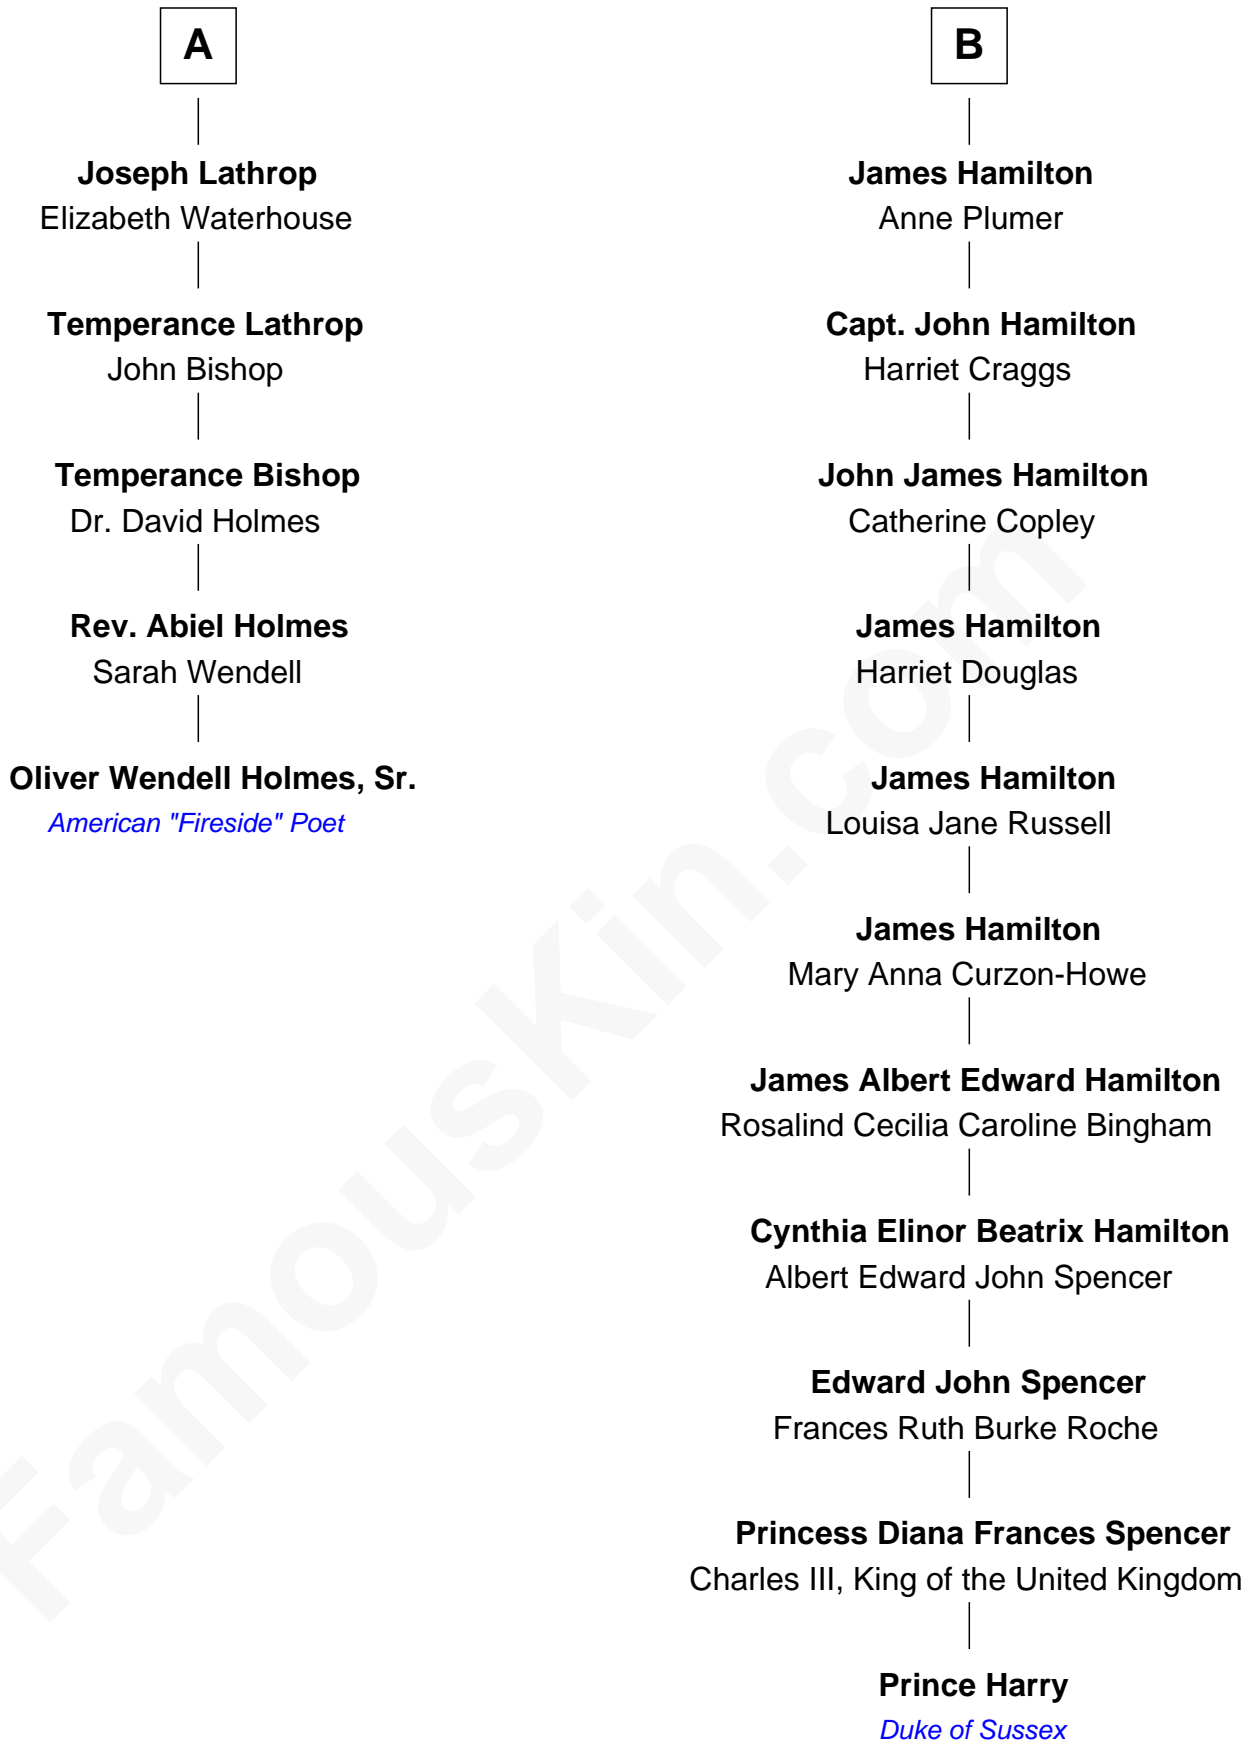 A
Joseph Lathrop
Elizabeth Waterhouse
Temperance Lathrop
John Bishop
Temperance Bishop
Dr. David Holmes
Rev. Abiel Holmes
Sarah Wendell
Oliver Wendell Holmes, Sr.
American "Fireside" Poet
B
James Hamilton
Anne Plumer
Capt. John Hamilton
Harriet Craggs
John James Hamilton
Catherine Copley
James Hamilton
Harriet Douglas
James Hamilton
Louisa Jane Russell
James Hamilton
Mary Anna Curzon-Howe
James Albert Edward Hamilton
Rosalind Cecilia Caroline Bingham
Cynthia Elinor Beatrix Hamilton
Albert Edward John Spencer
Edward John Spencer
Frances Ruth Burke Roche
Princess Diana Frances Spencer
Charles III, King of the United Kingdom
Prince Harry
Duke of Sussex
FamousKin.com